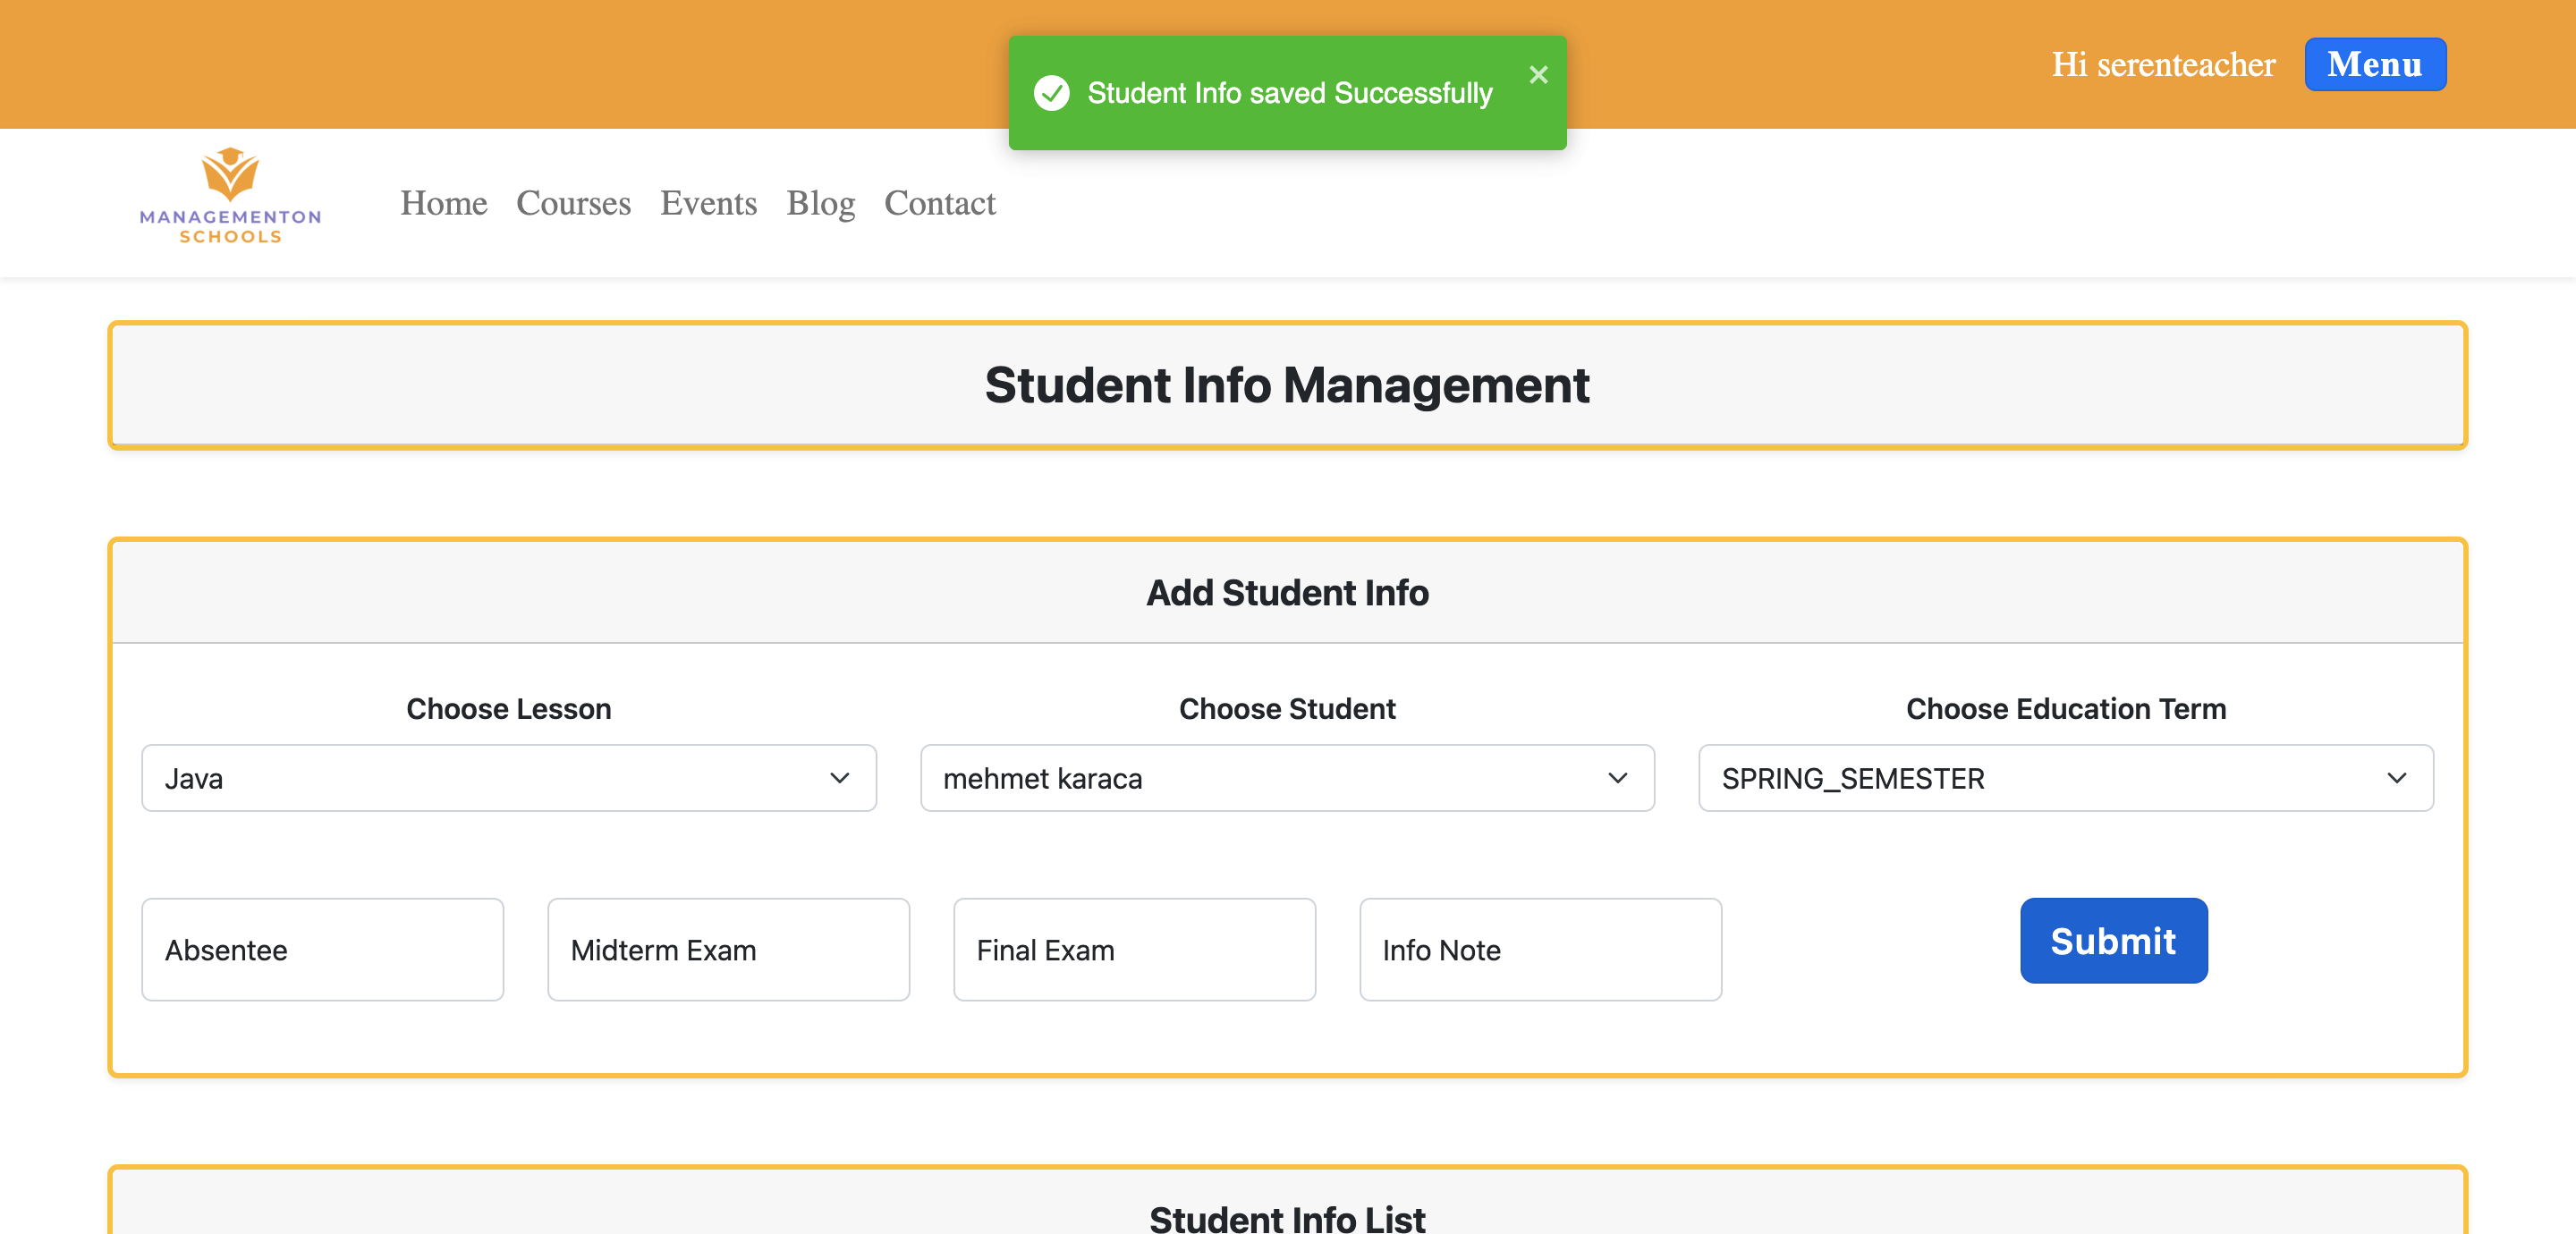 Student Info saved Successfully
Hi serenteacher
Menu
MANAGEMENTON
SCHOOLS
Home Courses Events Blog Contact
Student Info Management
Add Student Info
Choose Lesson
Choose Student
Choose Education Term
Java
mehmet karaca
SPRING_SEMESTER
Absentee
Midterm Exam
Final Exam
Info Note
Submit
Student Info List